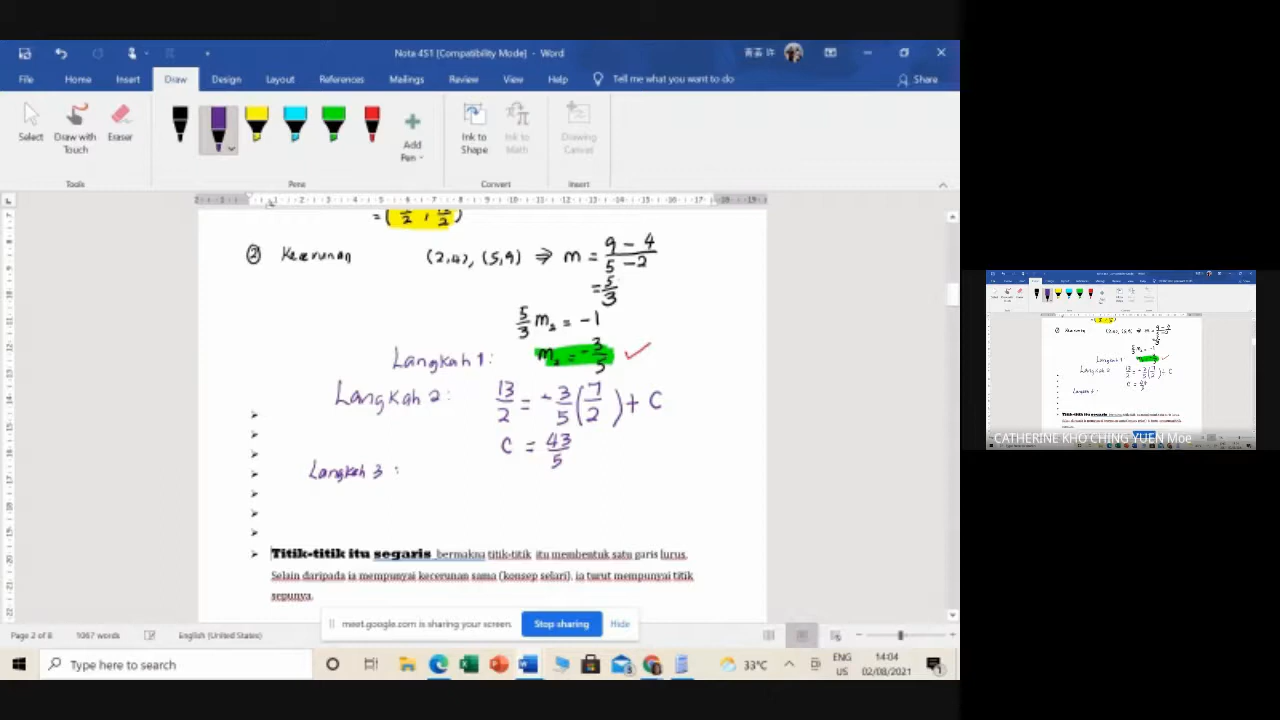 Nota 4S1 [Compatibility Mode] - Word
File Home Insert Draw Design Layout References Mailings Review View Help Tell me what you want to do Share
Select Draw with Touch Eraser Add Pen Ink to Shape Ink to Math Drawing Canvas
Tools Pens Convert Insert
② Kecerunan (2,4), (5,9) ⇒ m = 9 - 4 / 5 - 2
= 5/3
5/3 m₂ = -1
Langkah 1: m₂ = -3/5 ✓
Langkah 2: 13/2 = -3/5 (7/2) + C
C = 43/5
Langkah 3:
Titik-titik itu segaris bermakna titik-titik itu membentuk satu garis lurus.
Selain daripada ia mempunyai kecerunan sama (konsep selari), ia turut mempunyai titik
sepunya.
meet.google.com is sharing your screen. Stop sharing Hide
Page 2 of 8 1067 words English (United States)
Type here to search 33°C ENG US 14:04 02/08/2021
CATHERINE KHO CHING YUEN Moe